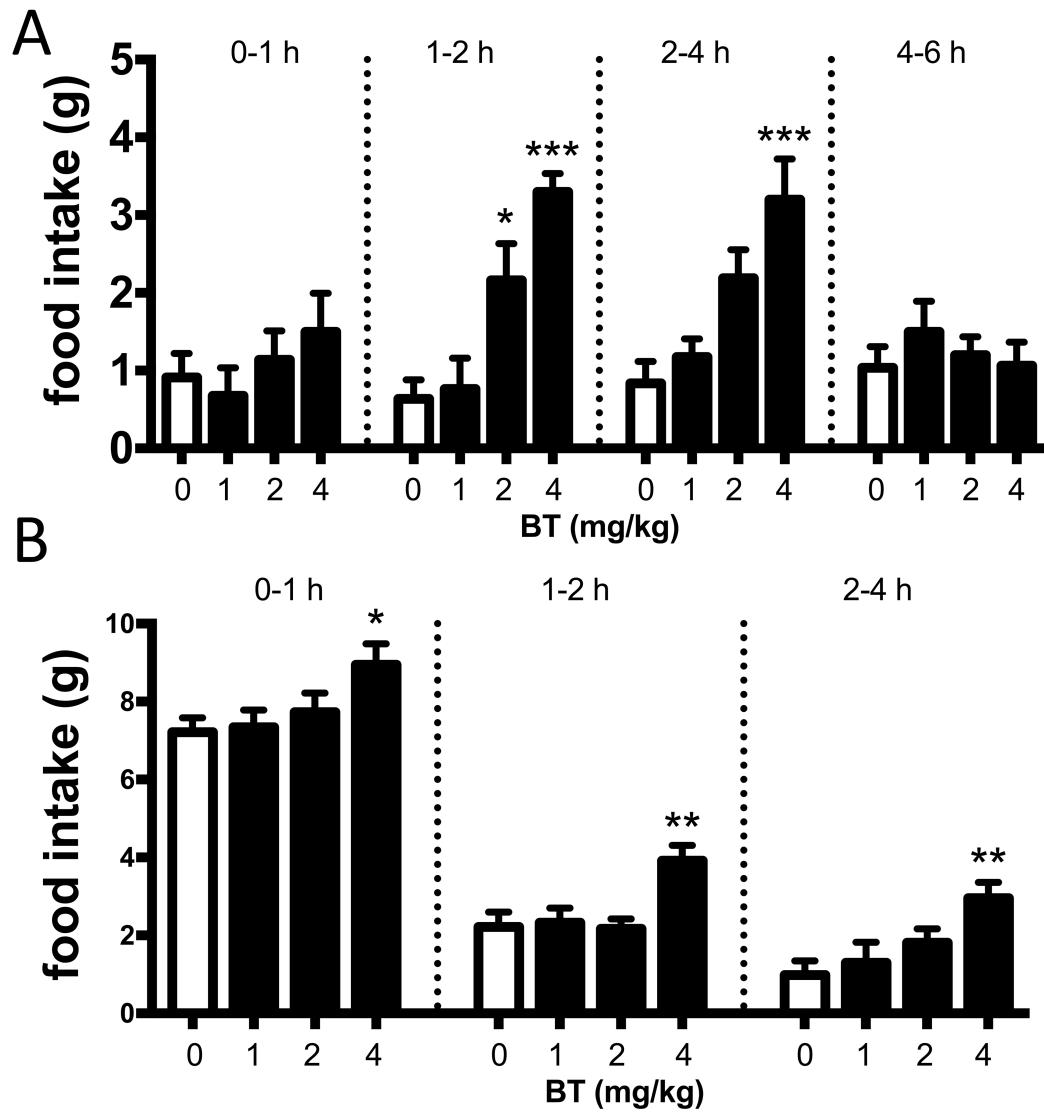 A
0-1 h 1-2 h 2-4 h 4-6 h
food intake (g)
5
4
3
2
1
0
*
***
***
0 1 2 4 0 1 2 4 0 1 2 4 0 1 2 4
BT (mg/kg)
B
0-1 h 1-2 h 2-4 h
food intake (g)
10
8
6
4
2
0
*
**
**
0 1 2 4 0 1 2 4 0 1 2 4
BT (mg/kg)